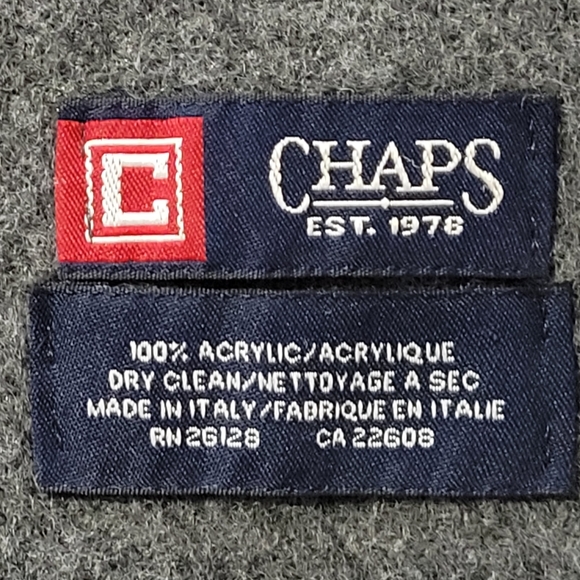 C
CHAPS
EST. 1978
100% ACRYLIC/ACRYLIQUE
DRY CLEAN/NETTOYAGE A SEC
MADE IN ITALY/FABRIQUE EN ITALIE
RN 26128 CA 22608